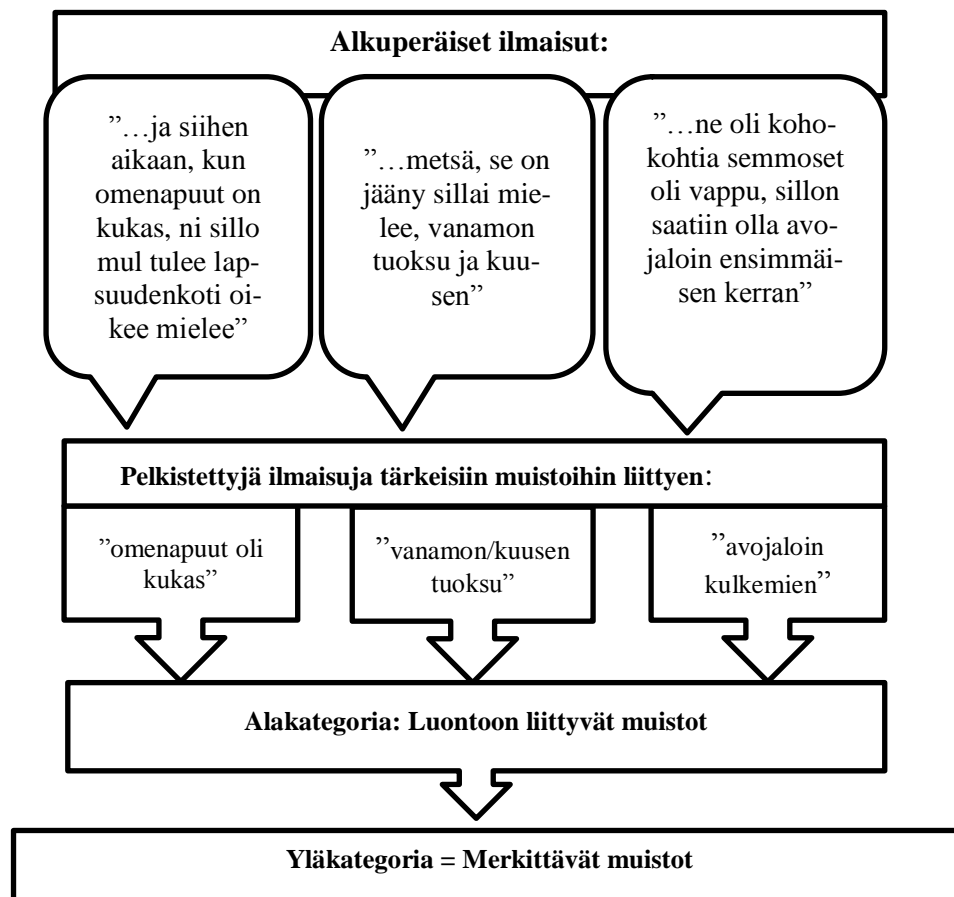 Alkuperäiset ilmaisut:
”…ja siihen
aikaan, kun
omenapuut on
kukas, ni sillo
mul tulee lap-
suudenkoti oi-
kee mielee”
”…metsä, se on
jääny sillai mie-
lee, vanamon
tuoksu ja kuu-
sen”
”…ne oli koho-
kohtia semmoset
oli vappu, sillon
saatiin olla avo-
jaloin ensimmäi-
sen kerran”
Pelkistettyjä ilmaisuja tärkeisiin muistoihin liittyen:
”omenapuut oli
kukas”
”vanamon/kuusen
tuoksu”
”avojaloin
kulkemien”
Alakategoria: Luontoon liittyvät muistot
Yläkategoria = Merkittävät muistot